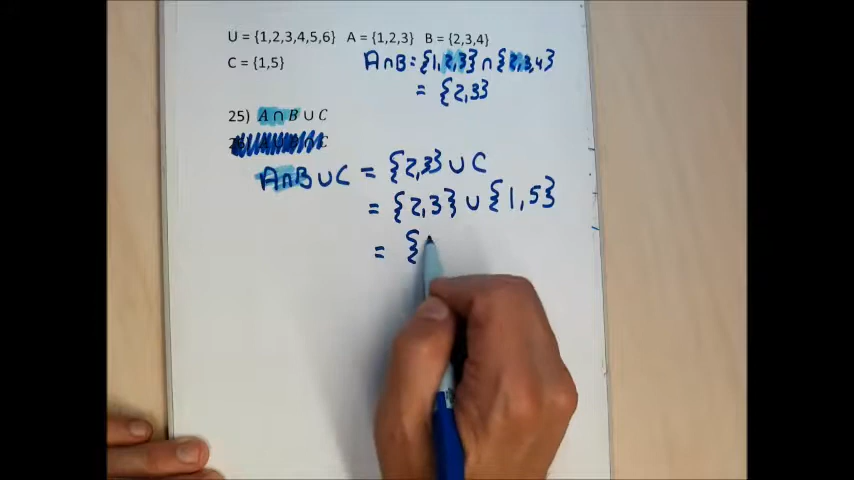 U = {1,2,3,4,5,6} A = {1,2,3} B = {2,3,4}
C = {1,5}
A∩B = {1,2,3} ∩ {2,3,4}
= {2,3}
25) A ∩ B ∪ C
A∩B∪C = {2,3} ∪ C
= {2,3} ∪ {1,5}
= {